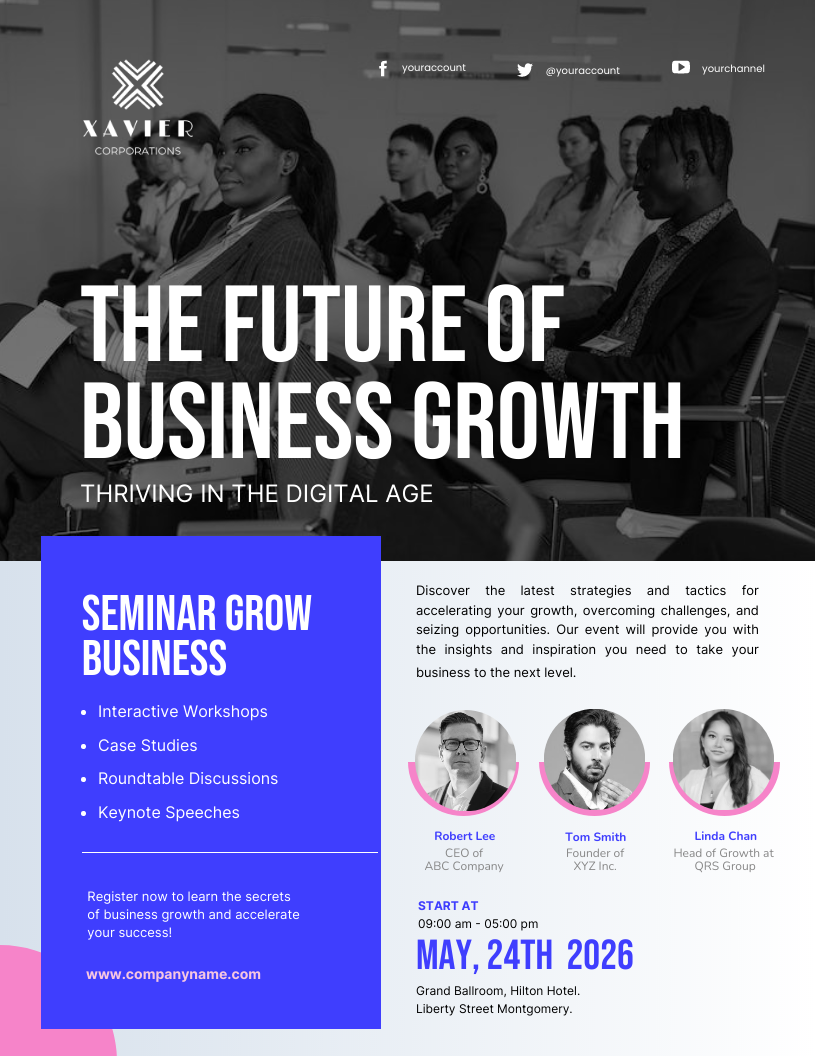 youraccount
@youraccount
yourchannel
XAVIER
CORPORATIONS
THE FUTURE OF
BUSINESS GROWTH
THRIVING IN THE DIGITAL AGE
SEMINAR GROW
BUSINESS
• Interactive Workshops
• Case Studies
• Roundtable Discussions
• Keynote Speeches
Register now to learn the secrets
of business growth and accelerate
your success!
www.companyname.com
Discover the latest strategies and tactics for
accelerating your growth, overcoming challenges, and
seizing opportunities. Our event will provide you with
the insights and inspiration you need to take your
business to the next level.
Robert Lee
CEO of
ABC Company
Tom Smith
Founder of
XYZ Inc.
Linda Chan
Head of Growth at
QRS Group
START AT
09:00 am - 05:00 pm
MAY, 24TH 2026
Grand Ballroom, Hilton Hotel.
Liberty Street Montgomery.